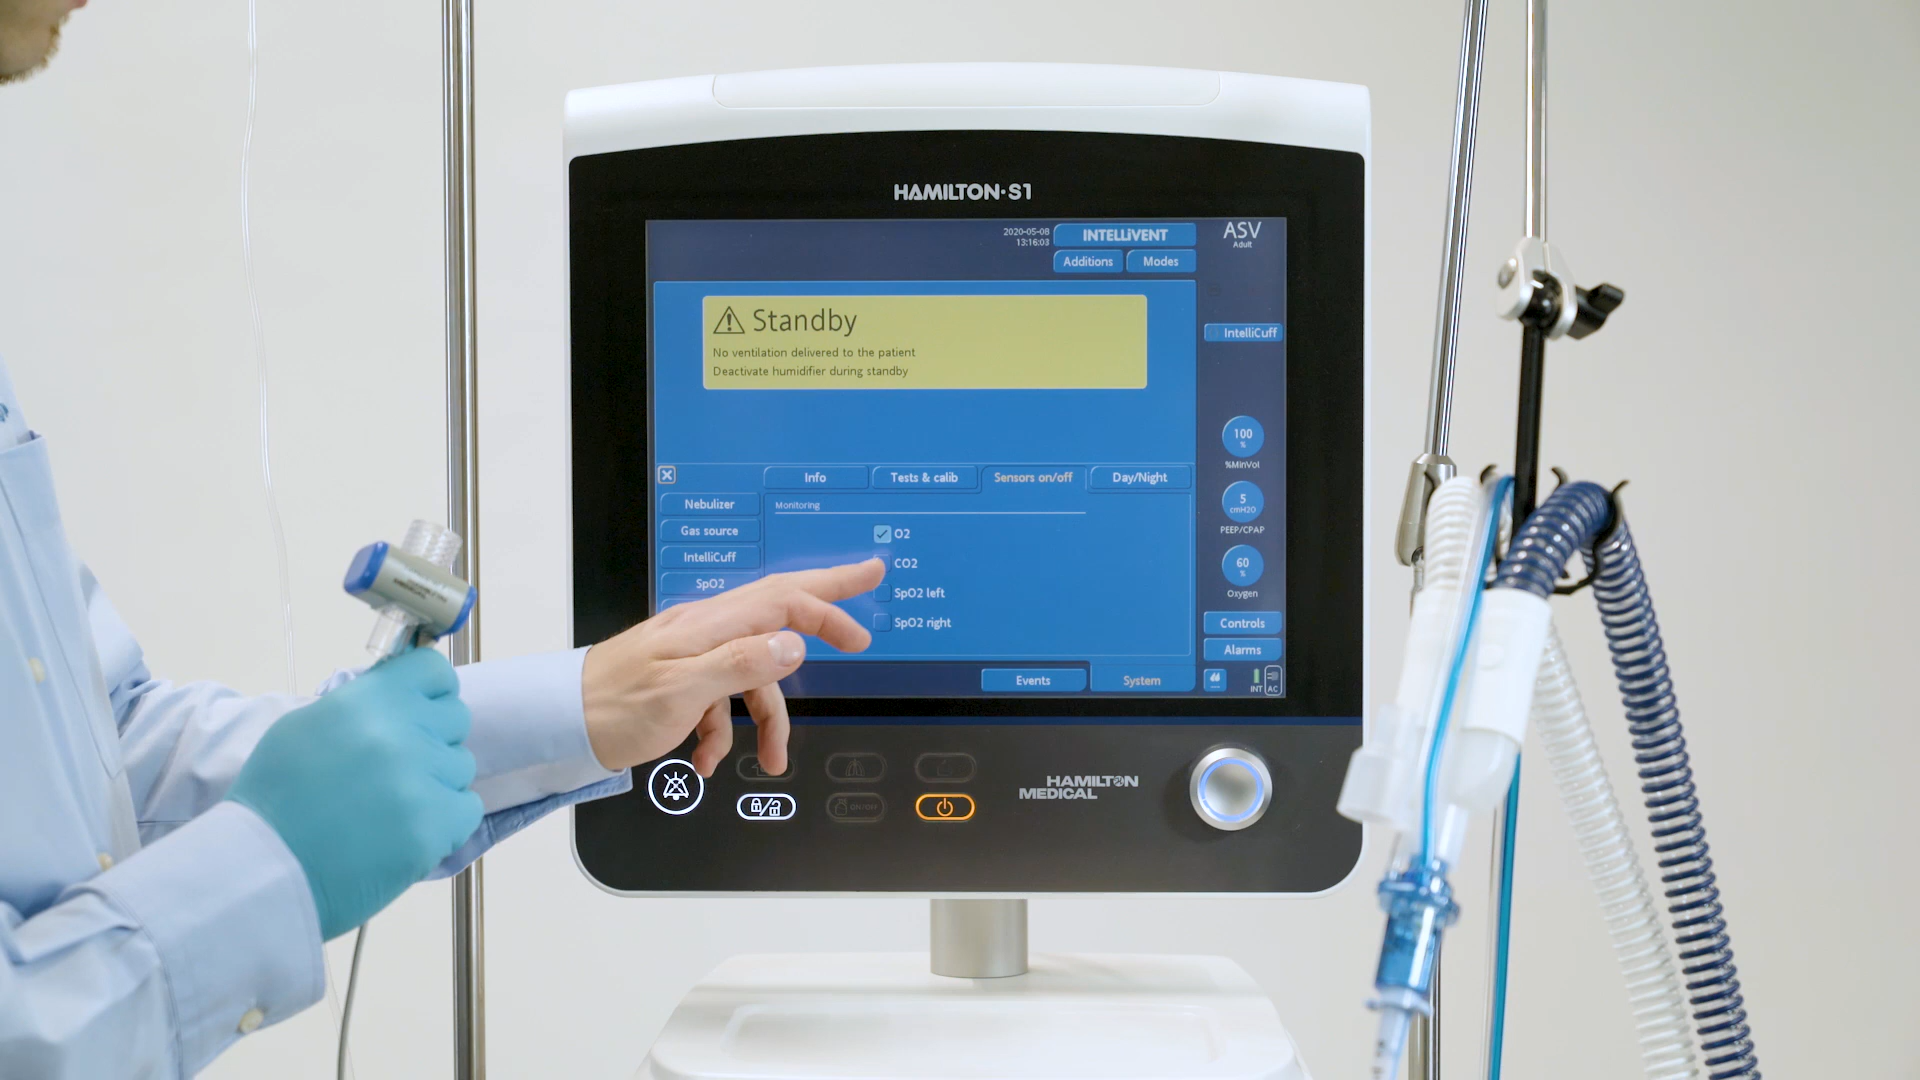 HAMILTON·S1
2020-05-08
13:16:03
INTELLiVENT
ASV
Adult
Additions
Modes
Standby
No ventilation delivered to the patient
Deactivate humidifier during standby
IntelliCuff
100
%
%MinVol
5
cmH2O
PEEP/CPAP
60
%
Oxygen
Info
Tests & calib
Sensors on/off
Day/Night
Nebulizer
Gas source
IntelliCuff
SpO2
Monitoring
O2
CO2
SpO2 left
SpO2 right
Controls
Alarms
Events
System
INT
AC
ON/OFF
HAMILTON
MEDICAL